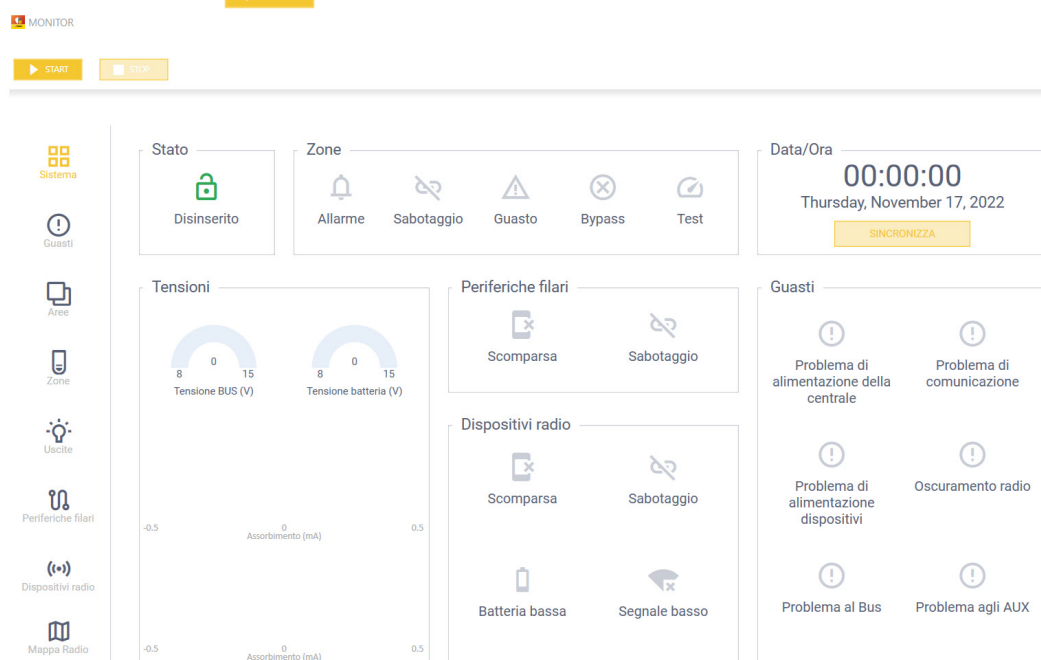 MONITOR
START
STOP
Sistema
Guasti
Aree
Zone
Uscite
Periferiche filari
Dispositivi radio
Mappa Radio
Stato
Disinserito
Zone
Allarme
Sabotaggio
Guasto
Bypass
Test
Data/Ora
00:00:00
Thursday, November 17, 2022
SINCRONIZZA
Tensioni
0
8
15
Tensione BUS (V)
0
8
15
Tensione batteria (V)
-0.5
0
0.5
Assorbimento (mA)
-0.5
0
0.5
Assorbimento (mA)
Periferiche filari
Scomparsa
Sabotaggio
Dispositivi radio
Scomparsa
Sabotaggio
Batteria bassa
Segnale basso
Guasti
Problema di
alimentazione della
centrale
Problema di
comunicazione
Problema di
alimentazione
dispositivi
Oscuramento radio
Problema al Bus
Problema agli AUX